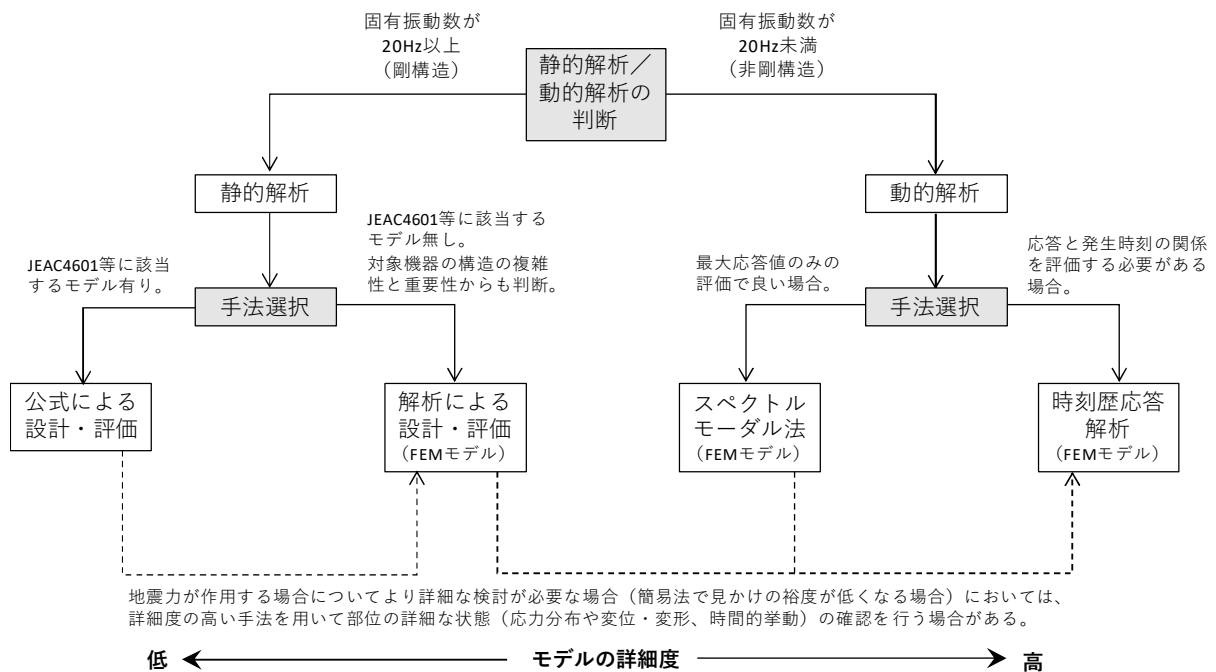 固有振動数が
20Hz以上
（剛構造）
静的解析／
動的解析の
判断
固有振動数が
20Hz未満
（非剛構造）
静的解析
動的解析
JEAC4601等に該当
するモデル有り。
JEAC4601等に該当する
モデル無し。
対象機器の構造の複雑
性と重要性からも判断。
最大応答値のみの
評価で良い場合。
応答と発生時刻の関係
を評価する必要がある
場合。
手法選択
手法選択
公式による
設計・評価
解析による
設計・評価
（FEMモデル）
スペクトル
モーダル法
（FEMモデル）
時刻歴応答
解析
（FEMモデル）
地震力が作用する場合についてより詳細な検討が必要な場合（簡易法で見かけの裕度が低くなる場合）においては、
詳細度の高い手法を用いて部位の詳細な状態（応力分布や変位・変形、時間的挙動）の確認を行う場合がある。
低 モデルの詳細度 高